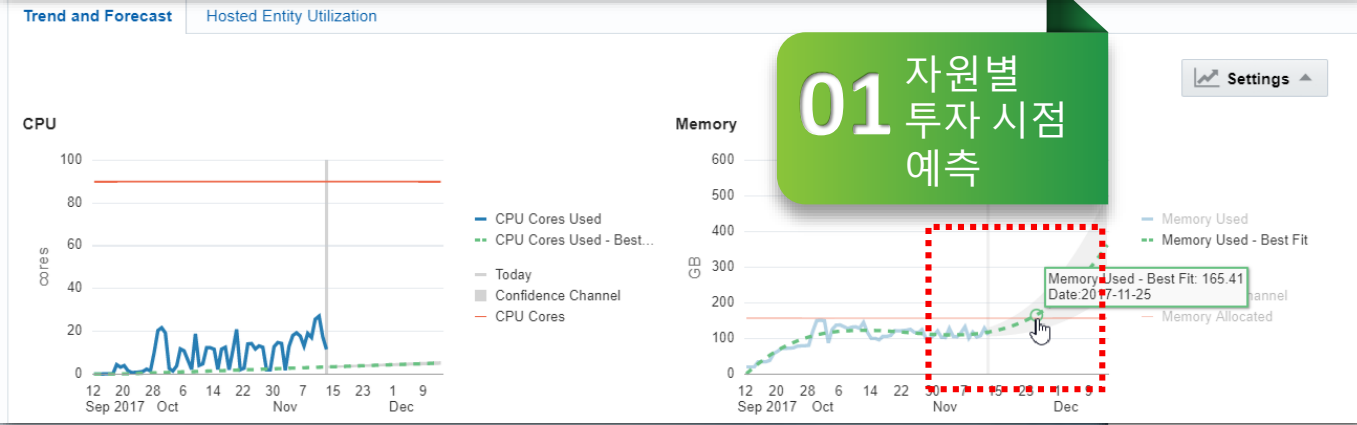 Trend and Forecast
Hosted Entity Utilization
01
자원별
투자 시점
예측
Settings
CPU
100
80
60
40
20
0
cores
12 20 28 6 14 22 30 7 15 23 1 9
Sep 2017 Oct Nov Dec
CPU Cores Used
CPU Cores Used - Best...
Today
Confidence Channel
CPU Cores
Memory
600
500
400
300
200
100
0
GB
12 20 28 6 14 22 30 7 15 23 1 9
Sep 2017 Oct Nov Dec
Memory Used - Best Fit: 165.41
Date:2017-11-25
Memory Used
Memory Used - Best Fit
hannel
Memory Allocated